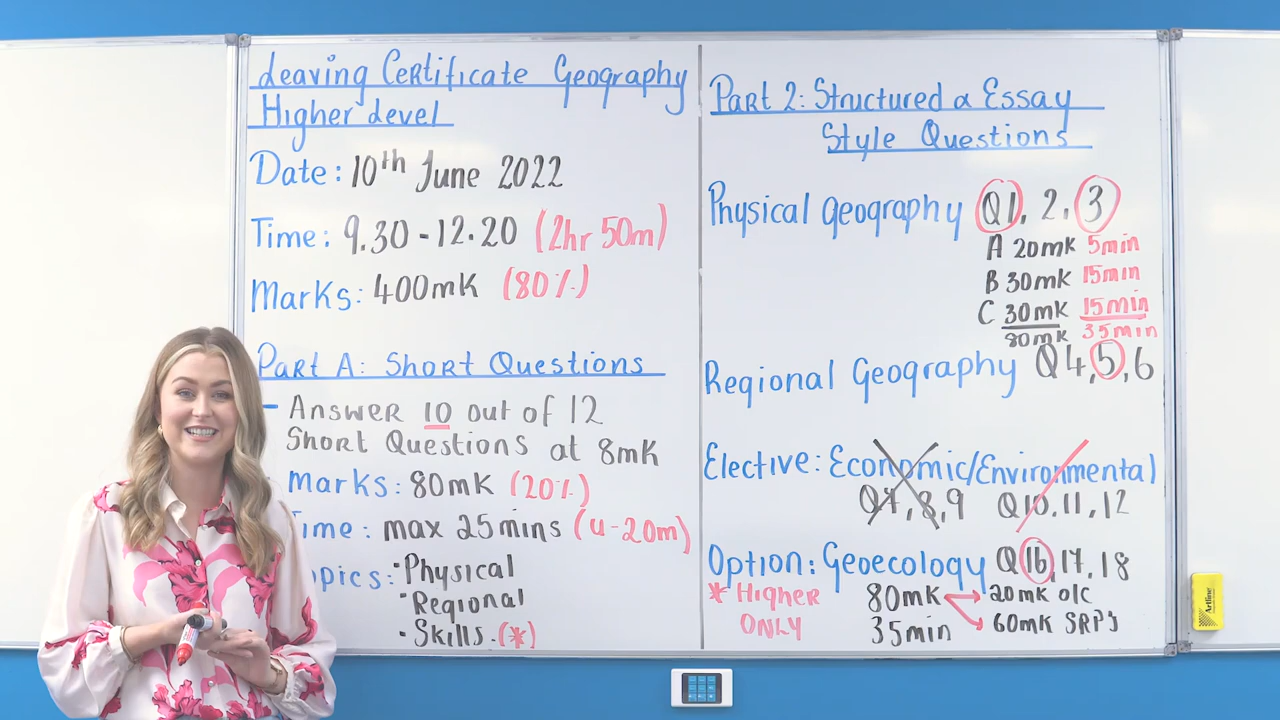 Leaving Certificate Geography
Higher Level
Date: 10th June 2022
Time: 9.30 - 12.20 (2hr 50m)
Marks: 400mk (80%)
Part A: Short Questions
- Answer 10 out of 12
Short Questions at 8mk
Marks: 80mk (20%)
ime: max 25mins (u-20m)
opics: • Physical
• Regional
• Skills (*)
Part 2: Structured & Essay
Style Questions
Physical Geography Q1, 2, 3
A 20mk 5min
B 30mk 15min
C 30mk 15min
80mk 35min
Regional Geography Q4, 5, 6
Elective: Economic/Environmental
Q7, 8, 9 Q10, 11, 12
Option: Geoecology Q16, 17, 18
* Higher ONLY
80mk 20mk o/c
35min 60mk SRP's
Artline